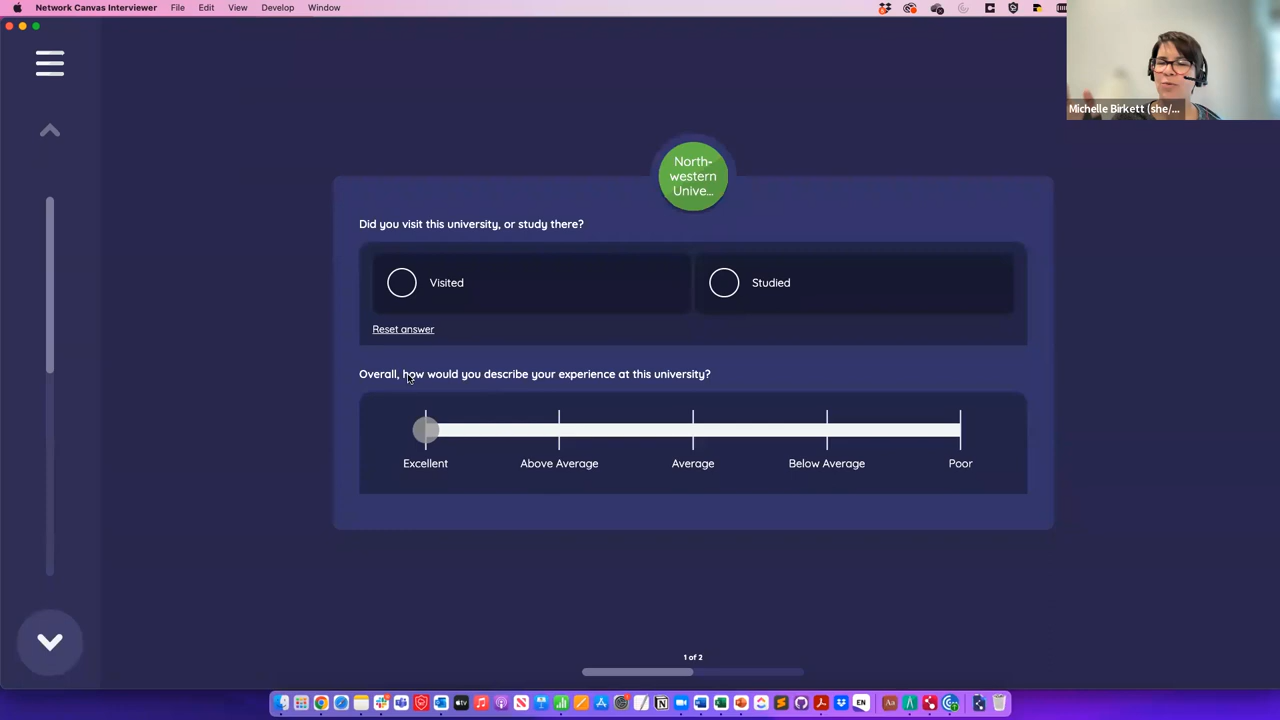 Network Canvas Interviewer File Edit View Develop Window
Michelle Birkett (she/...
North-
western
Unive...
Did you visit this university, or study there?
Visited Studied
Reset answer
Overall, how would you describe your experience at this university?
Excellent Above Average Average Below Average Poor
1 of 2
EN
Aa